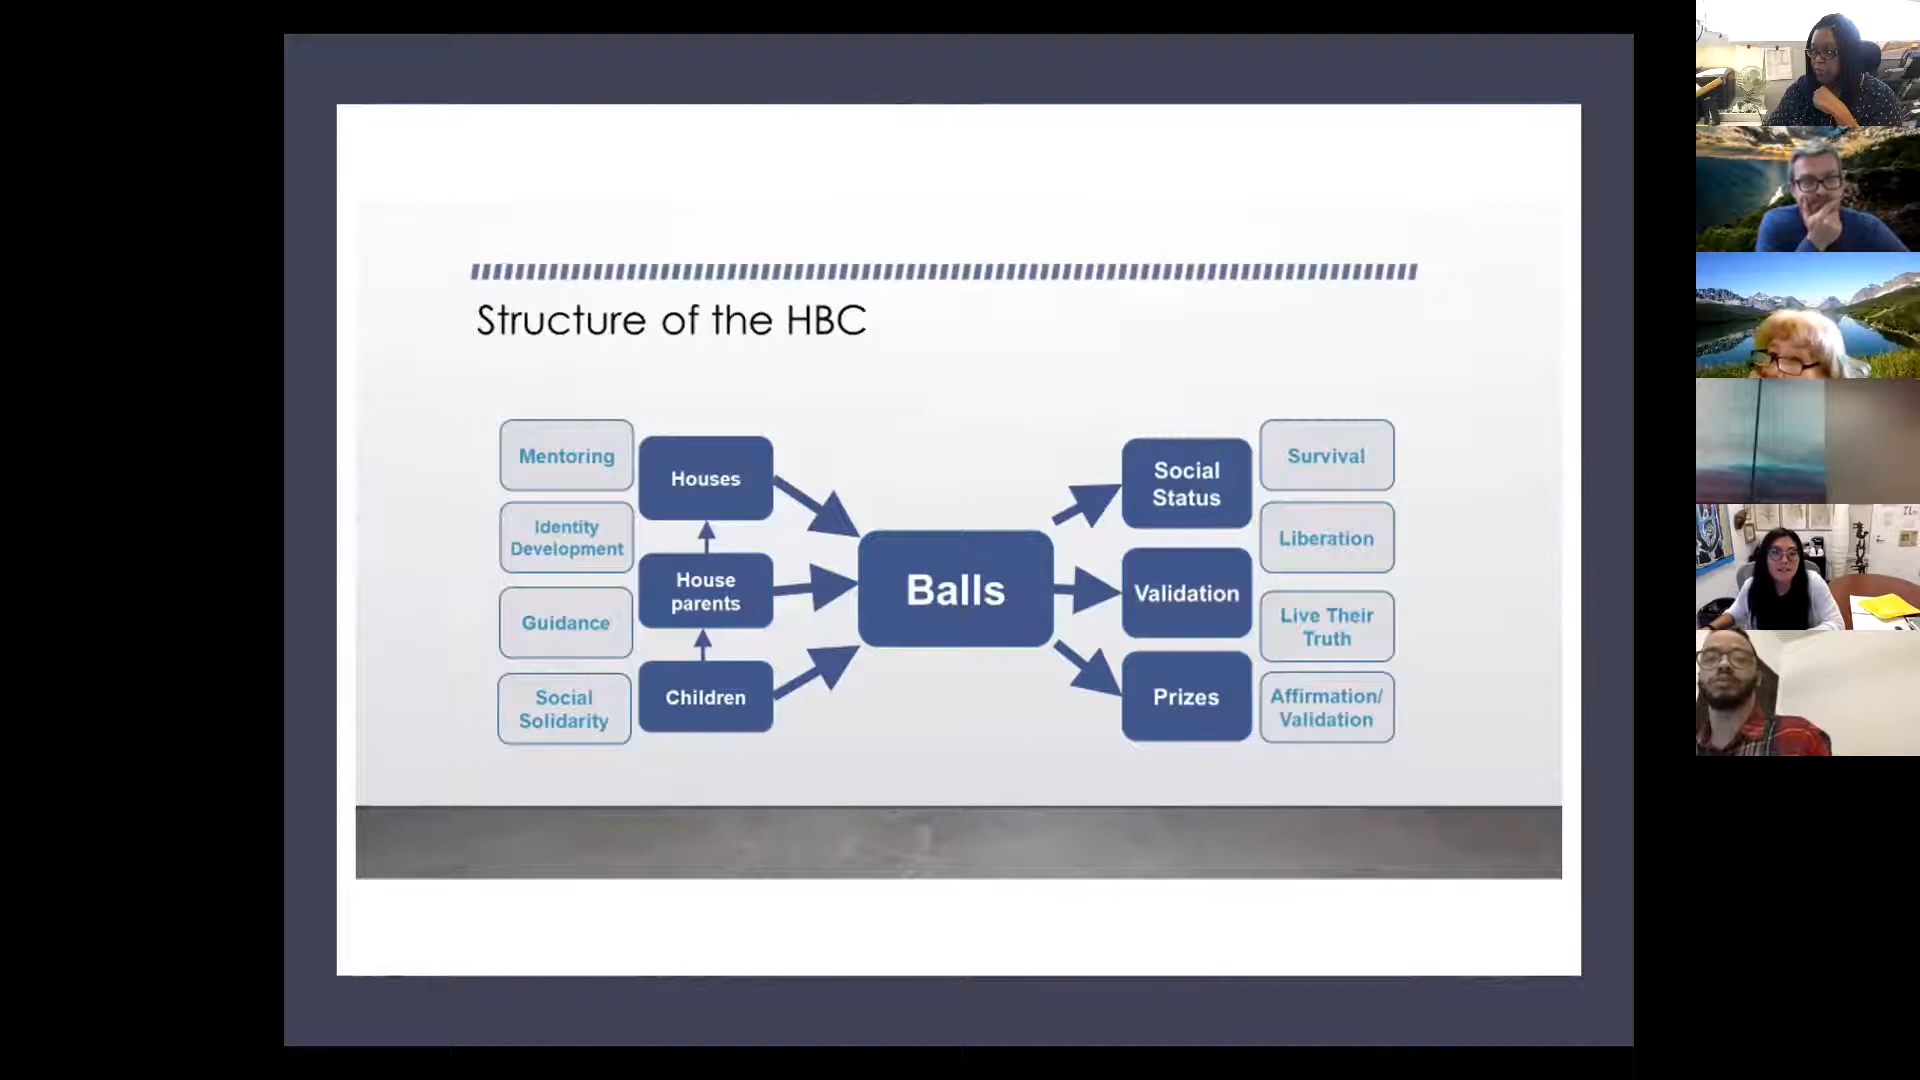 Structure of the HBC
Mentoring
Identity
Development
Guidance
Social
Solidarity
Houses
House
parents
Children
Balls
Social
Status
Validation
Prizes
Survival
Liberation
Live Their
Truth
Affirmation/
Validation